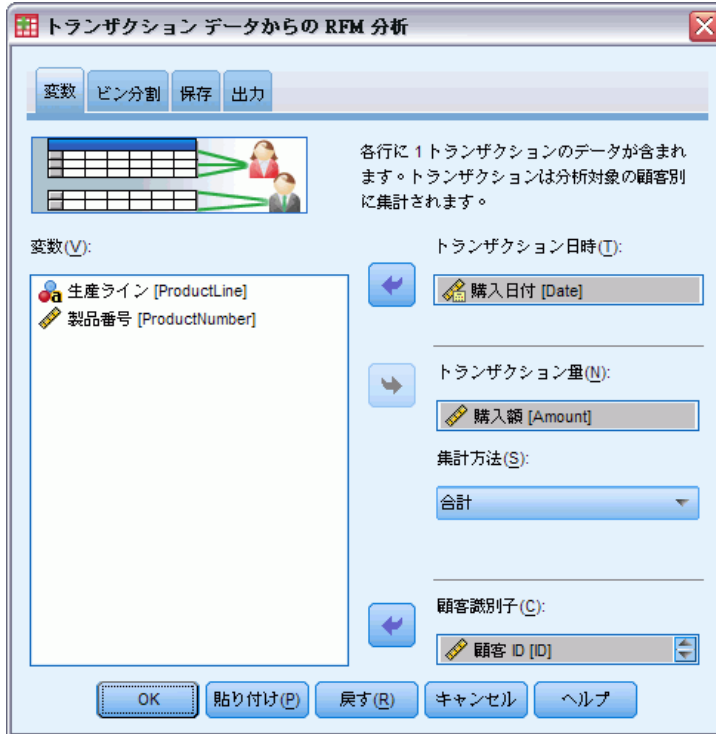 トランザクション データからの RFM 分析
変数 ビン分割 保存 出力
各行に 1 トランザクションのデータが含まれ
ます。トランザクションは分析対象の顧客別
に集計されます。
変数(V):
生産ライン [ProductLine]
製品番号 [ProductNumber]
トランザクション日時(T):
購入日付 [Date]
トランザクション量(N):
購入額 [Amount]
集計方法(S):
合計
顧客識別子(C):
顧客 ID [ID]
OK 貼り付け(P) 戻す(R) キャンセル ヘルプ